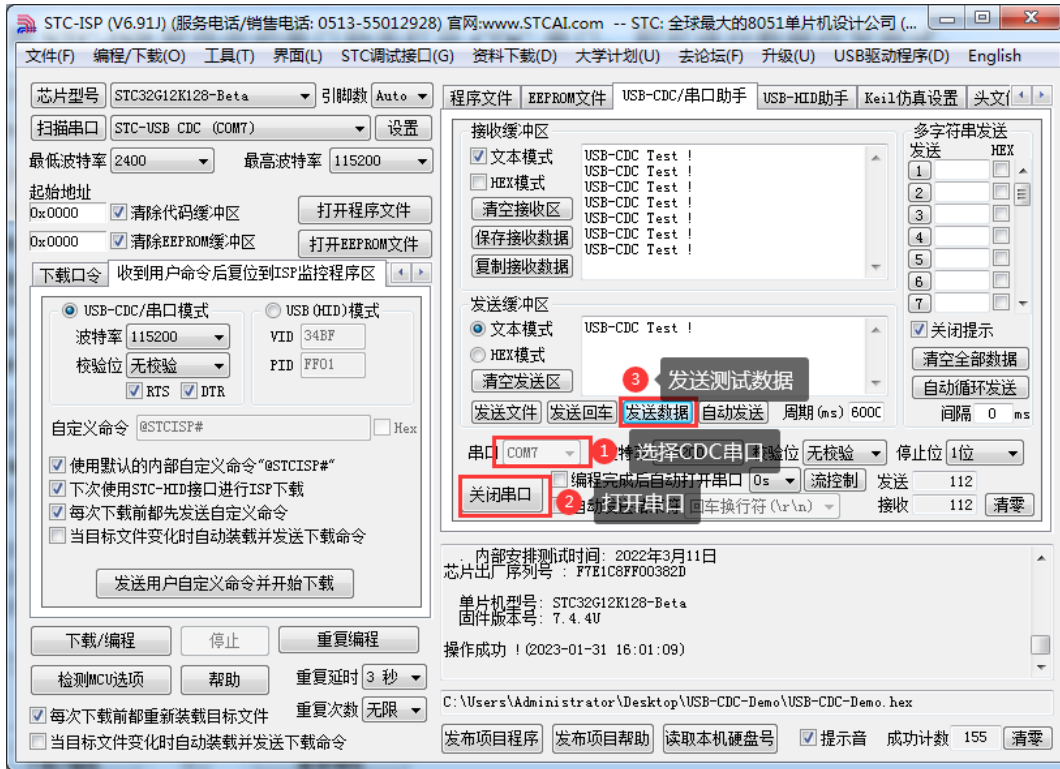 STC-ISP (V6.91J) (服务电话/销售电话: 0513-55012928) 官网:www.STCAI.com -- STC: 全球最大的8051单片机设计公司 (...
文件(F) 编程/下载(O) 工具(T) 界面(L) STC调试接口(G) 资料下载(D) 大学计划(U) 去论坛(F) 升级(U) USB驱动程序(D) English
芯片型号 STC32G12K128-Beta 引脚数 Auto
扫描串口 STC-USB CDC (COM7) 设置
最低波特率 2400 最高波特率 115200
起始地址
0x0000 清除代码缓冲区 打开程序文件
0x0000 清除EEPROM缓冲区 打开EEPROM文件
下载口令 收到用户命令后复位到ISP监控程序区
USB-CDC/串口模式 USB(HID)模式
波特率 115200 VID 34BF
校验位 无校验 PID FF01
RTS DTR
自定义命令 @STCISP# Hex
使用默认的内部自定义命令"@STCISP#"
下次使用STC-HID接口进行ISP下载
每次下载前都先发送自定义命令
当目标文件变化时自动装载并发送下载命令
发送用户自定义命令并开始下载
下载/编程 停止 重复编程
检测MCU选项 帮助 重复延时 3 秒
每次下载前都重新装载目标文件 重复次数 无限
当目标文件变化时自动装载并发送下载命令
程序文件 EEPROM文件 USB-CDC/串口助手 USB-HID助手 Keil仿真设置 头文
接收缓冲区
文本模式
HEX模式
清空接收区
保存接收数据
复制接收数据
USB-CDC Test !
USB-CDC Test !
USB-CDC Test !
USB-CDC Test !
USB-CDC Test !
USB-CDC Test !
USB-CDC Test !
多字符串发送
发送 HEX
1
2
3
4
5
6
7
关闭提示
清空全部数据
自动循环发送
间隔 0 ms
发送缓冲区
文本模式 USB-CDC Test !
HEX模式
清空发送区
3 发送测试数据
发送文件 发送回车 发送数据 自动发送 周期(ms) 600
串口 COM7 1 选择CDC串口 校验位 无校验 停止位 1位
关闭串口 2 打开串口
编程完成后自动打开串口 0s 流控制 发送 112
回车换行符(\r\n) 接收 112 清零
. 内部安排测试时间: 2022年3月11日
芯片出厂序列号 : F7E1C8FF00382D
单片机型号: STC32G12K128-Beta
固件版本号: 7.4.4U
操作成功 !(2023-01-31 16:01:09)
C:\Users\Administrator\Desktop\USB-CDC-Demo\USB-CDC-Demo.hex
发布项目程序 发布项目帮助 读取本机硬盘号 提示音 成功计数 155 清零